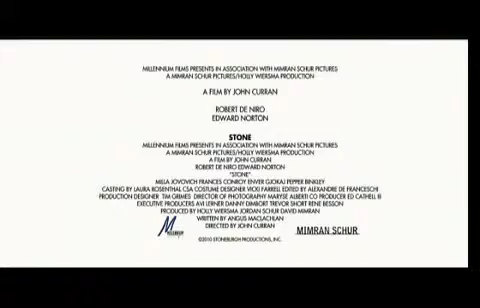 MILLENNIUM FILMS PRESENTS IN ASSOCIATION WITH MIMRAN SCHUR PICTURES
A MIMRAN SCHUR PICTURES/HOLLY WIERSMA PRODUCTION
A FILM BY JOHN CURRAN
ROBERT DE NIRO
EDWARD NORTON
STONE
MILLENNIUM FILMS PRESENTS IN ASSOCIATION WITH MIMRAN SCHUR PICTURES
A MIMRAN SCHUR PICTURES/HOLLY WIERSMA PRODUCTION
A FILM BY JOHN CURRAN
ROBERT DE NIRO EDWARD NORTON
"STONE"
MILLA JOVOVICH FRANCES CONROY ENVER GJOKAJ PEPPER BINKLEY
CASTING BY LAURA ROSENTHAL CSA COSTUME DESIGNER VICKI FARRELL EDITED BY ALEXANDRE DE FRANCESCHI
PRODUCTION DESIGNER TIM GRIMES DIRECTOR OF PHOTOGRAPHY MARYSE ALBERTI CO PRODUCER ED CATHELL III
EXECUTIVE PRODUCERS AVI LERNER DANNY DIMBORT TREVOR SHORT RENE BESSON
PRODUCED BY HOLLY WIERSMA JORDAN SCHUR DAVID MIMRAN
WRITTEN BY ANGUS MACLACHLAN
DIRECTED BY JOHN CURRAN
MILLENNIUM
MIMRAN SCHUR
©2010 STONEBURGH PRODUCTIONS, INC.